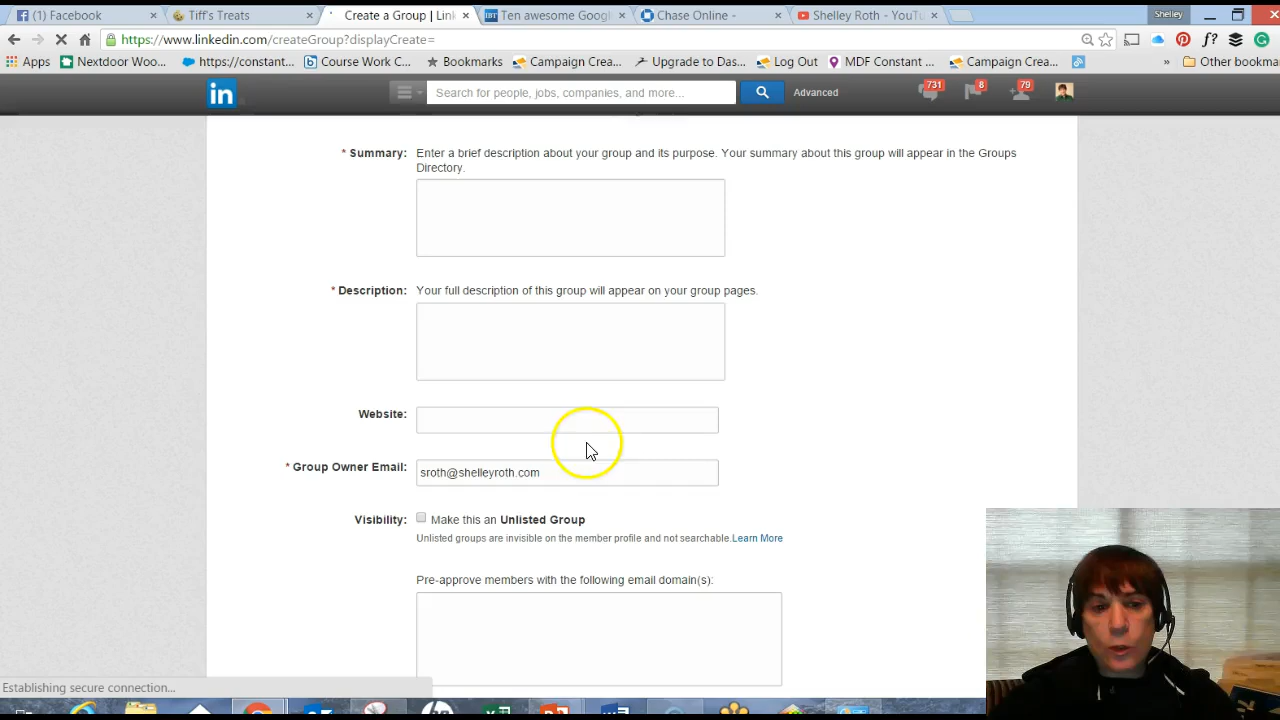 (1) Facebook
Tiff's Treats
Create a Group | Link
Ten awesome Googl
Chase Online -
Shelley Roth - YouTu
Shelley
https://www.linkedin.com/createGroup?displayCreate=
f?
Apps
Nextdoor Woo...
https://constant...
Course Work C...
Bookmarks
Campaign Crea...
Upgrade to Das...
Log Out
MDF Constant ...
Campaign Crea...
»
Other bookma
in
Search for people, jobs, companies, and more...
Advanced
731
8
79
* Summary:
Enter a brief description about your group and its purpose. Your summary about this group will appear in the Groups
Directory.
* Description:
Your full description of this group will appear on your group pages.
Website:
* Group Owner Email:
sroth@shelleyroth.com
Visibility:
Make this an Unlisted Group
Unlisted groups are invisible on the member profile and not searchable.Learn More
Pre-approve members with the following email domain(s):
Establishing secure connection...